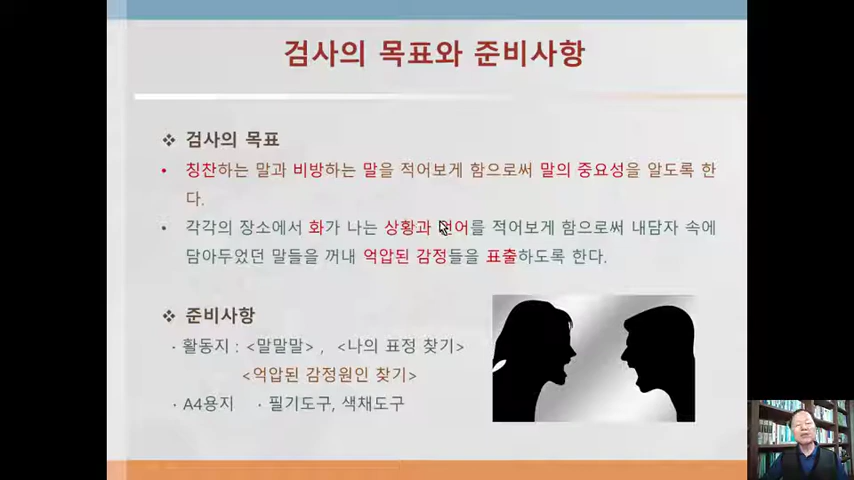 검사의 목표와 준비사항
❖ 검사의 목표
• 칭찬하는 말과 비방하는 말을 적어보게 함으로써 말의 중요성을 알도록 한
다.
• 각각의 장소에서 화가 나는 상황과 언어를 적어보게 함으로써 내담자 속에
담아두었던 말들을 꺼내 억압된 감정들을 표출하도록 한다.
❖ 준비사항
· 활동지 : <말말말> , <나의 표정 찾기>
<억압된 감정원인 찾기>
· A4용지 · 필기도구, 색채도구